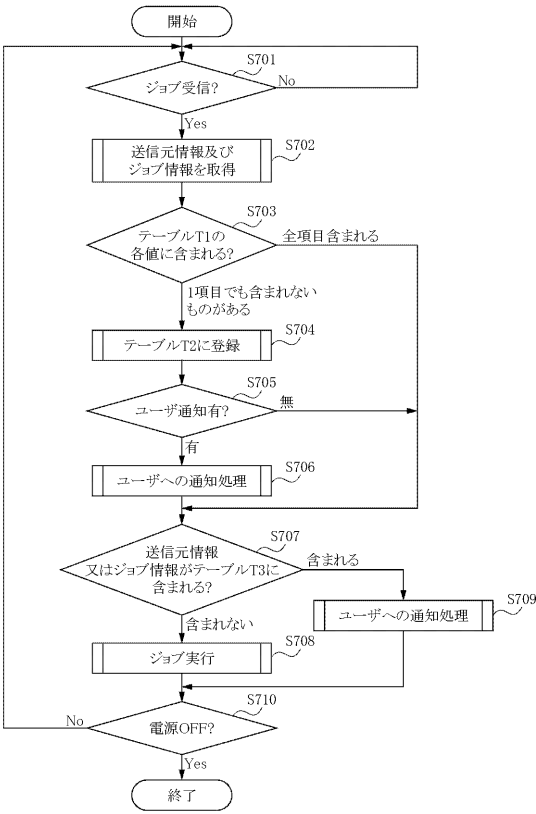 開始
S701
ジョブ受信?
No
Yes
S702
送信元情報及び
ジョブ情報を取得
S703
テーブルT1の
各値に含まれる?
全項目含まれる
1項目でも含まれない
ものがある
S704
テーブルT2に登録
S705
ユーザ通知有?
無
有
S706
ユーザへの通知処理
S707
送信元情報
又はジョブ情報がテーブルT3に
含まれる?
含まれる
S709
ユーザへの通知処理
含まれない
S708
ジョブ実行
S710
電源OFF?
No
Yes
終了